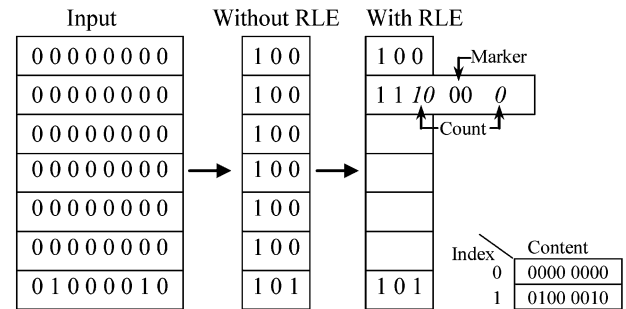 Input Without RLE With RLE
0 0 0 0 0 0 0 0 1 0 0 1 0 0 Marker
0 0 0 0 0 0 0 0 1 0 0 1 1 10 00 0
0 0 0 0 0 0 0 0 1 0 0 Count
0 0 0 0 0 0 0 0 1 0 0
0 0 0 0 0 0 0 0 1 0 0
0 0 0 0 0 0 0 0 1 0 0
0 1 0 0 0 0 1 0 1 0 1 1 0 1
Index Content
0 0000 0000
1 0100 0010